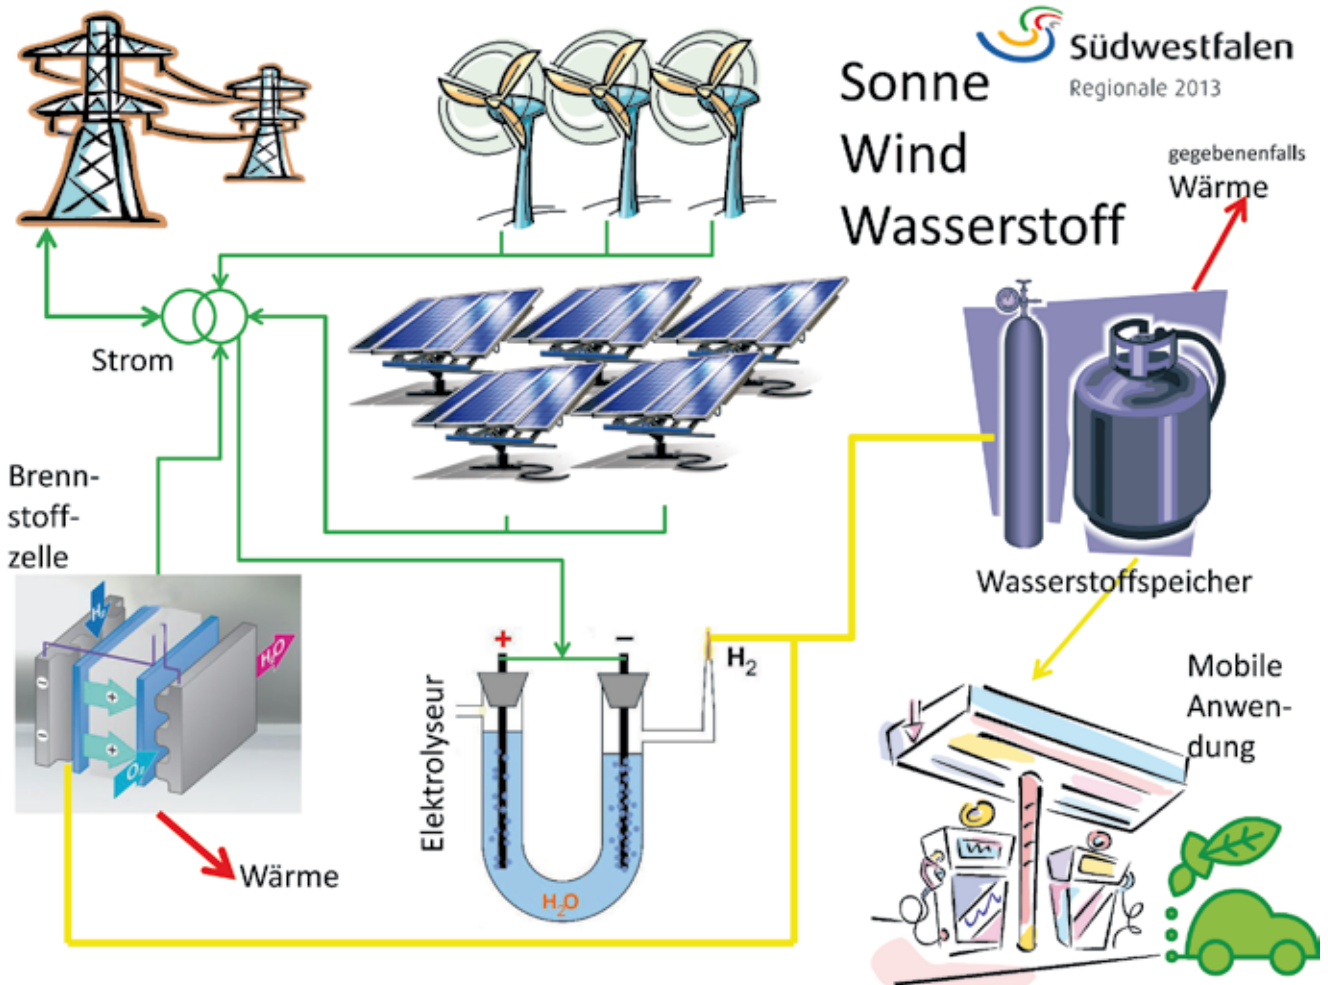 Südwestfalen
Regionale 2013
Sonne
Wind
Wasserstoff
gegebenenfalls
Wärme
Strom
Brenn-
stoff-
zelle
H₂
H₂O
O₂
Wärme
Elektrolyseur
+
−
H₂
H₂O
Wasserstoffspeicher
Mobile
Anwen-
dung